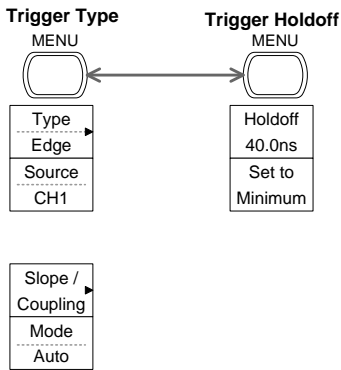 Trigger Type
MENU
Type
Edge
Source
CH1
Slope /
Coupling
Mode
Auto
Trigger Holdoff
MENU
Holdoff
40.0ns
Set to
Minimum